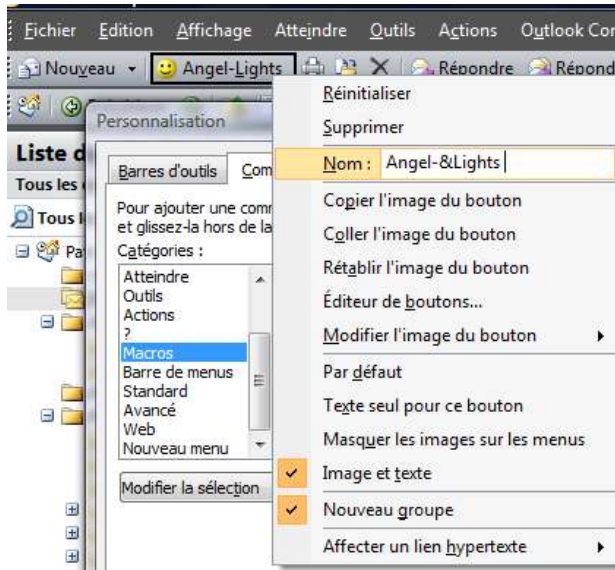 Fichier Edition Affichage Atteindre Outils Actions Outlook Con
Nouveau Angel-Lights Répondre Répond
Personnalisation
Liste d
Tous les
Tous l
Barres d'outils Com
Pour ajouter une comm
et glissez-la hors de la
Catégories :
Atteindre
Outils
Actions
?
Macros
Barre de menus
Standard
Avancé
Web
Nouveau menu
Modifier la sélection
Réinitialiser
Supprimer
Nom : Angel-&Lights
Copier l'image du bouton
Coller l'image du bouton
Rétablir l'image du bouton
Éditeur de boutons...
Modifier l'image du bouton
Par défaut
Texte seul pour ce bouton
Masquer les images sur les menus
Image et texte
Nouveau groupe
Affecter un lien hypertexte